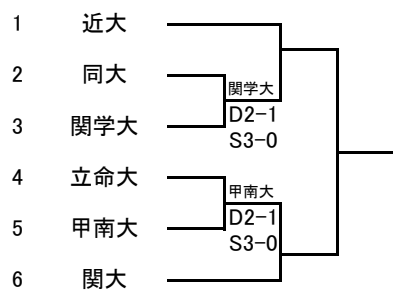 1 近大
2 同大
関学大
D2-1
3 関学大
S3-0
4 立命大
甲南大
D2-1
5 甲南大
S3-0
6 関大